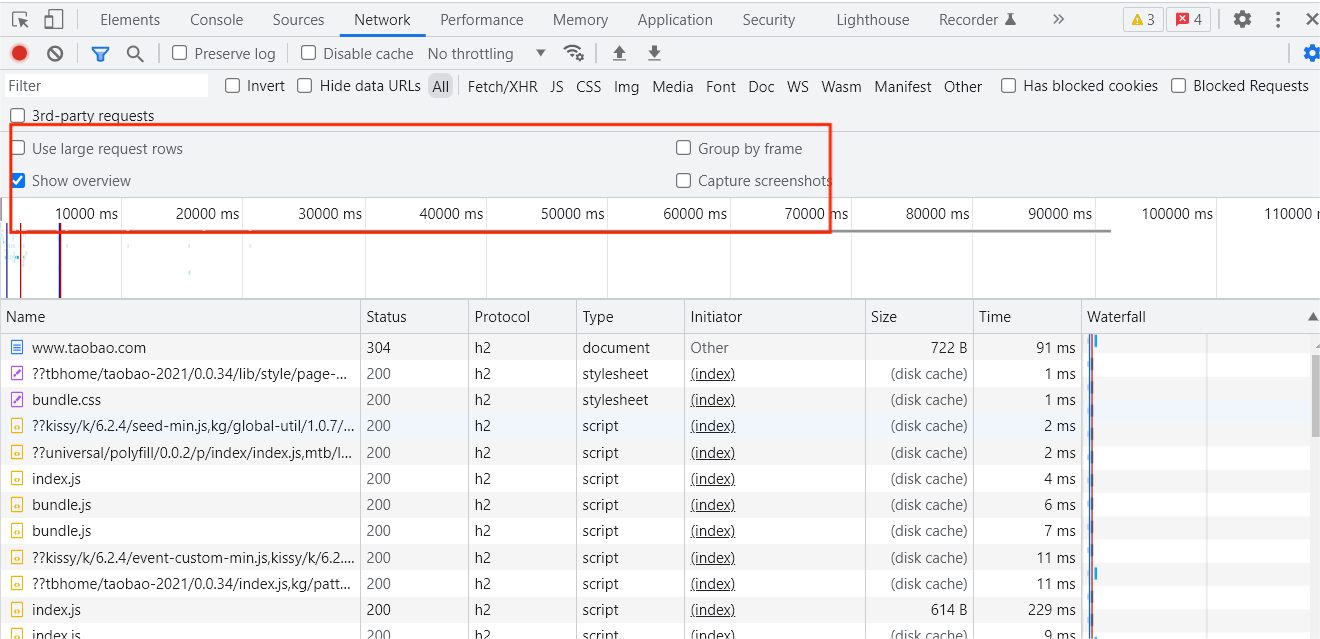 Elements Console Sources Network Performance Memory Application Security Lighthouse Recorder 3 4
Preserve log Disable cache No throttling
Filter Invert Hide data URLs All Fetch/XHR JS CSS Img Media Font Doc WS Wasm Manifest Other Has blocked cookies Blocked Requests
3rd-party requests
Use large request rows Group by frame
Show overview Capture screenshots
10000 ms 20000 ms 30000 ms 40000 ms 50000 ms 60000 ms 70000 ms 80000 ms 90000 ms 100000 ms 110000
Name Status Protocol Type Initiator Size Time Waterfall
www.taobao.com 304 h2 document Other 722 B 91 ms
??tbhome/taobao-2021/0.0.34/lib/style/page-... 200 h2 stylesheet (index) (disk cache) 1 ms
bundle.css 200 h2 stylesheet (index) (disk cache) 1 ms
??kissy/k/6.2.4/seed-min.js,kg/global-util/1.0.7/... 200 h2 script (index) (disk cache) 2 ms
??universal/polyfill/0.0.2/p/index/index.js,mtb/l... 200 h2 script (index) (disk cache) 2 ms
index.js 200 h2 script (index) (disk cache) 4 ms
bundle.js 200 h2 script (index) (disk cache) 6 ms
bundle.js 200 h2 script (index) (disk cache) 7 ms
??kissy/k/6.2.4/event-custom-min.js,kissy/k/6.2.... 200 h2 script (index) (disk cache) 11 ms
??tbhome/taobao-2021/0.0.34/index.js,kg/patt... 200 h2 script (index) (disk cache) 11 ms
index.js 200 h2 script (index) 614 B 229 ms
index.js 200 h2 script (index) (disk cache) 9 ms